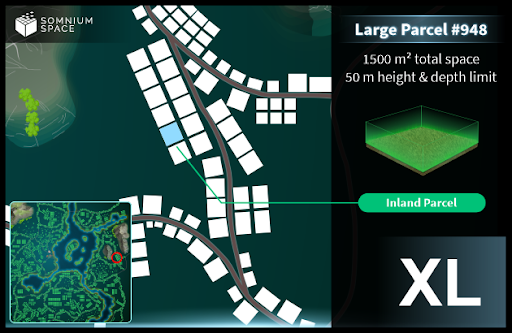 SOMNIUM
SPACE
Large Parcel #948
1500 m² total space
50 m height & depth limit
Inland Parcel
XL